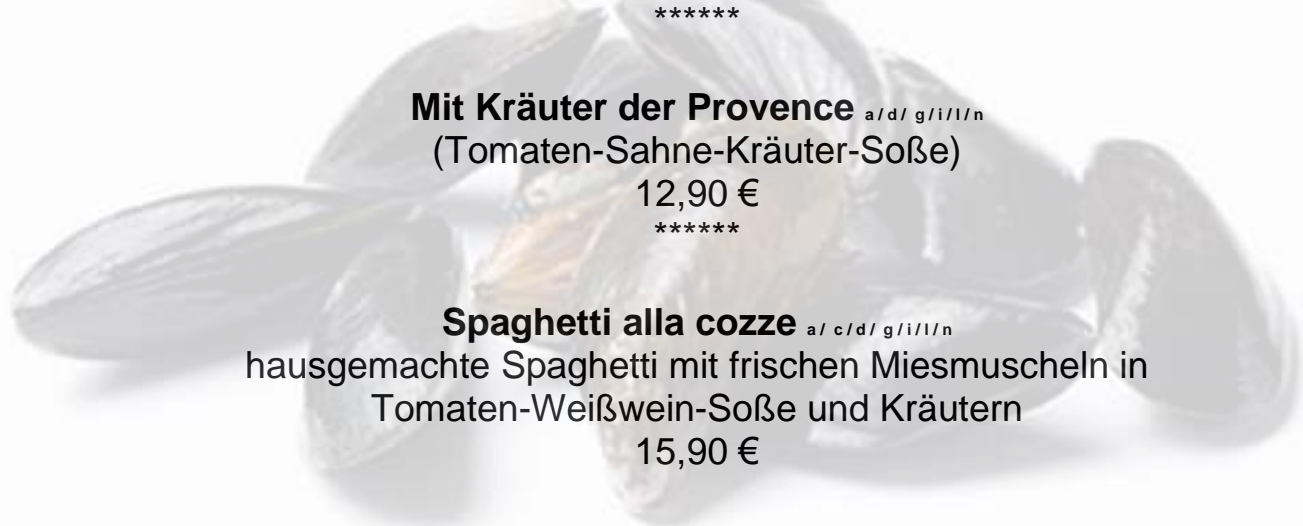 ******
Mit Kräuter der Provence a/d/ g/i/l/n
(Tomaten-Sahne-Kräuter-Soße)
12,90 €
******
Spaghetti alla cozze a/ c/d/ g/i/l/n
hausgemachte Spaghetti mit frischen Miesmuscheln in
Tomaten-Weißwein-Soße und Kräutern
15,90 €